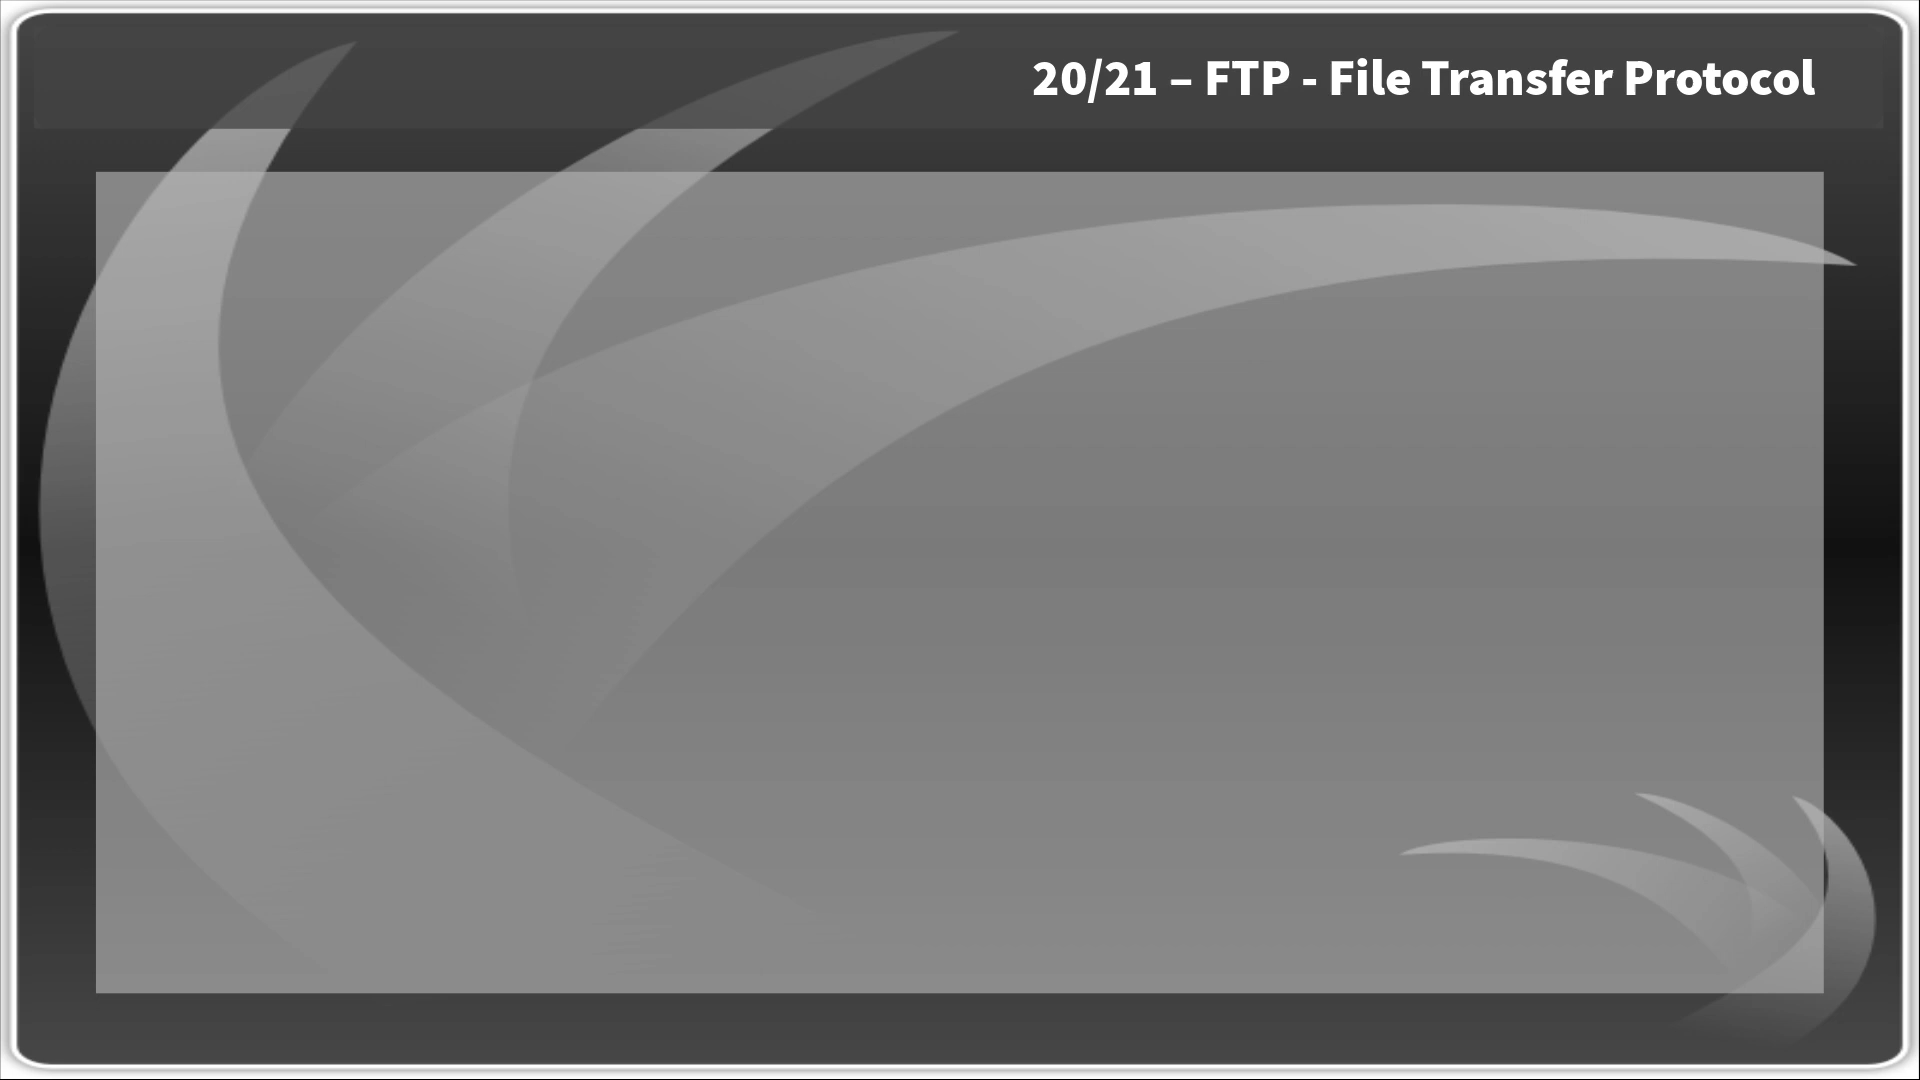 20/21 – FTP - File Transfer Protocol